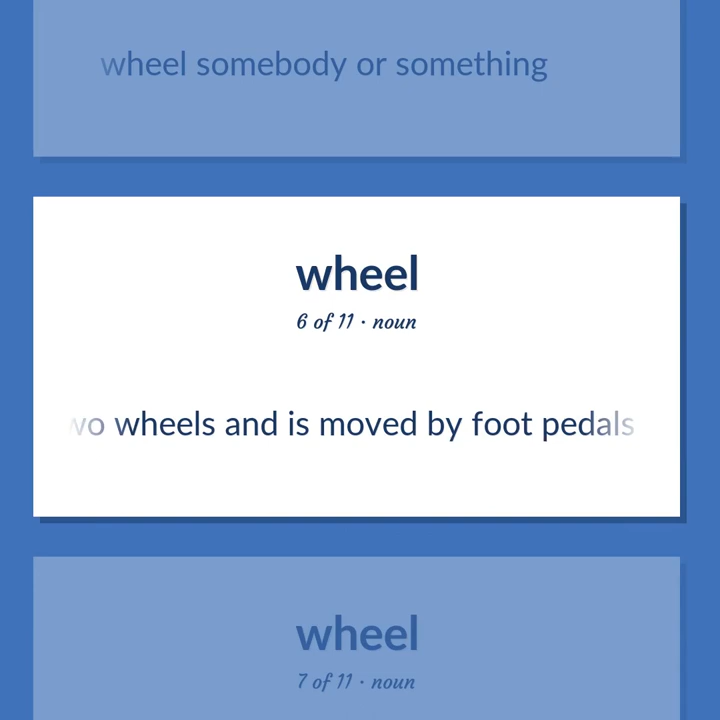 wheel somebody or something
wheel
6 of 11 · noun
wo wheels and is moved by foot pedals
wheel
7 of 11 · noun